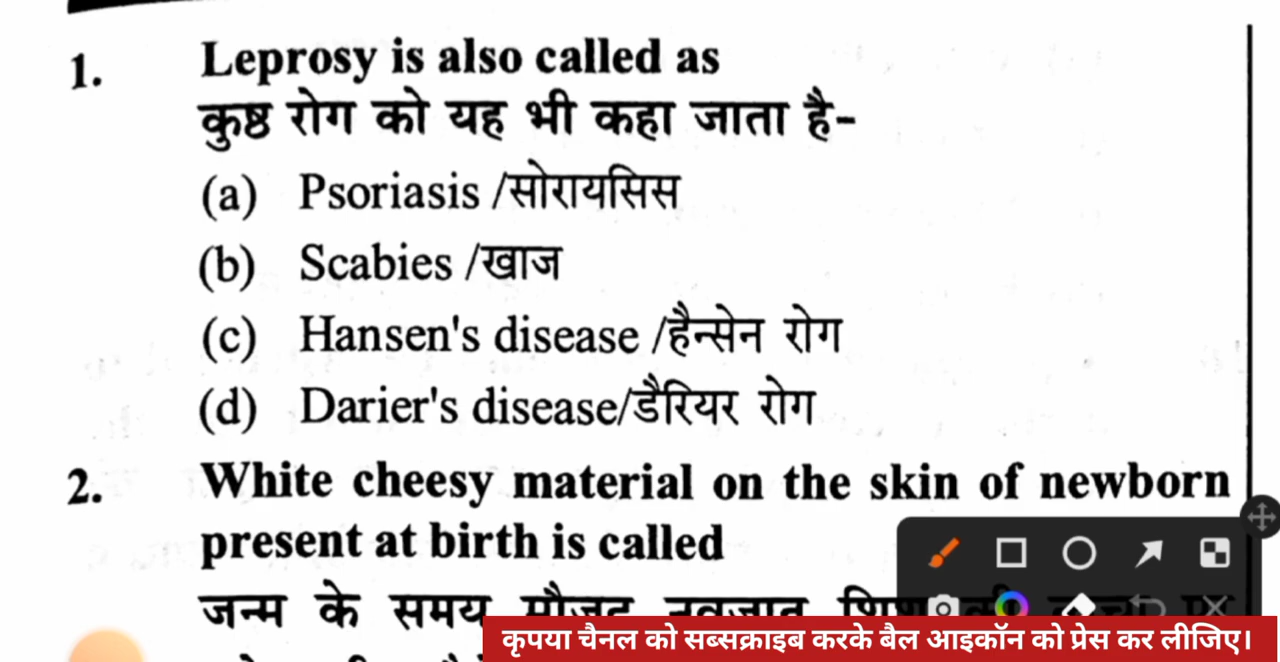 1. Leprosy is also called as
कुष्ठ रोग को यह भी कहा जाता है-
(a) Psoriasis /सोरायसिस
(b) Scabies /खाज
(c) Hansen's disease /हैन्सेन रोग
(d) Darier's disease/डैरियर रोग
2. White cheesy material on the skin of newborn
present at birth is called
जन्म के समय मौजूद नवजात शिशु की
कृपया चैनल को सब्सक्राइब करके बैल आइकॉन को प्रेस कर लीजिए।